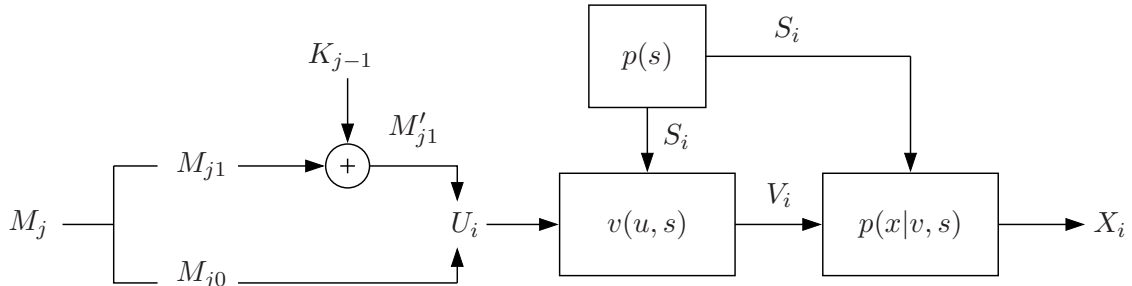 p(s)
S_i
K_{j-1}
S_i
M'_{j1}
M_{j1}
+
M_j
U_i
v(u, s)
V_i
p(x|v, s)
X_i
M_{j0}